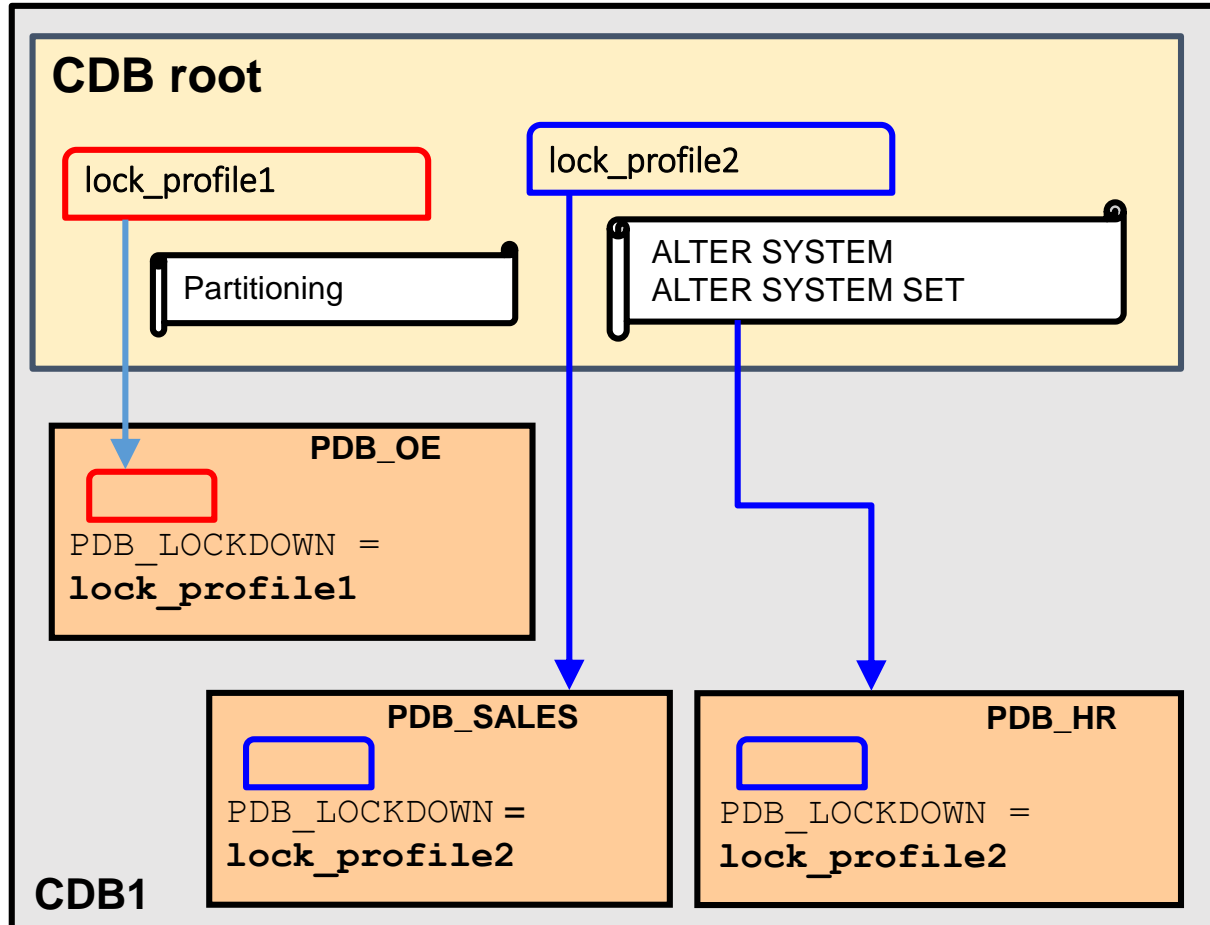 CDB root
lock_profile1
lock_profile2
Partitioning
ALTER SYSTEM
ALTER SYSTEM SET
PDB_OE
PDB_LOCKDOWN =
lock_profile1
PDB_SALES
PDB_LOCKDOWN =
lock_profile2
PDB_HR
PDB_LOCKDOWN =
lock_profile2
CDB1